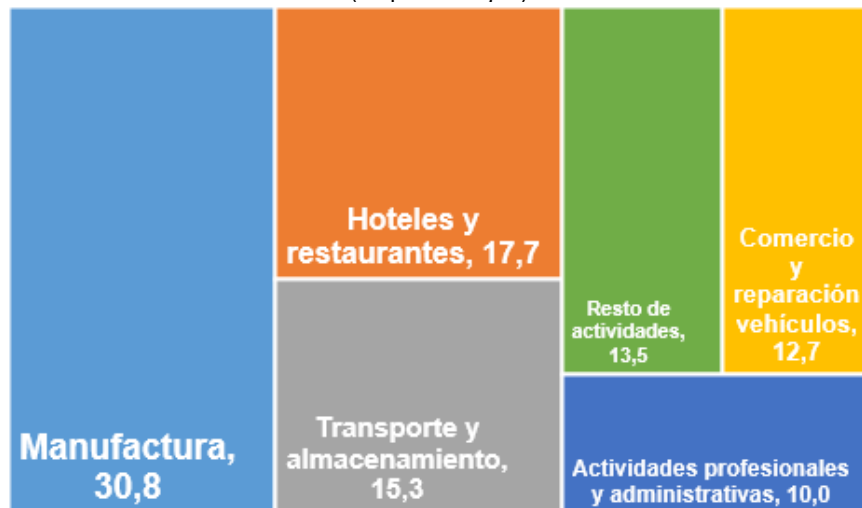 Hoteles y
restaurantes, 17,7
Comercio
y
reparación
vehículos,
12,7
Resto de
actividades,
13,5
Manufactura,
30,8
Transporte y
almacenamiento,
15,3
Actividades profesionales
y administrativas, 10,0